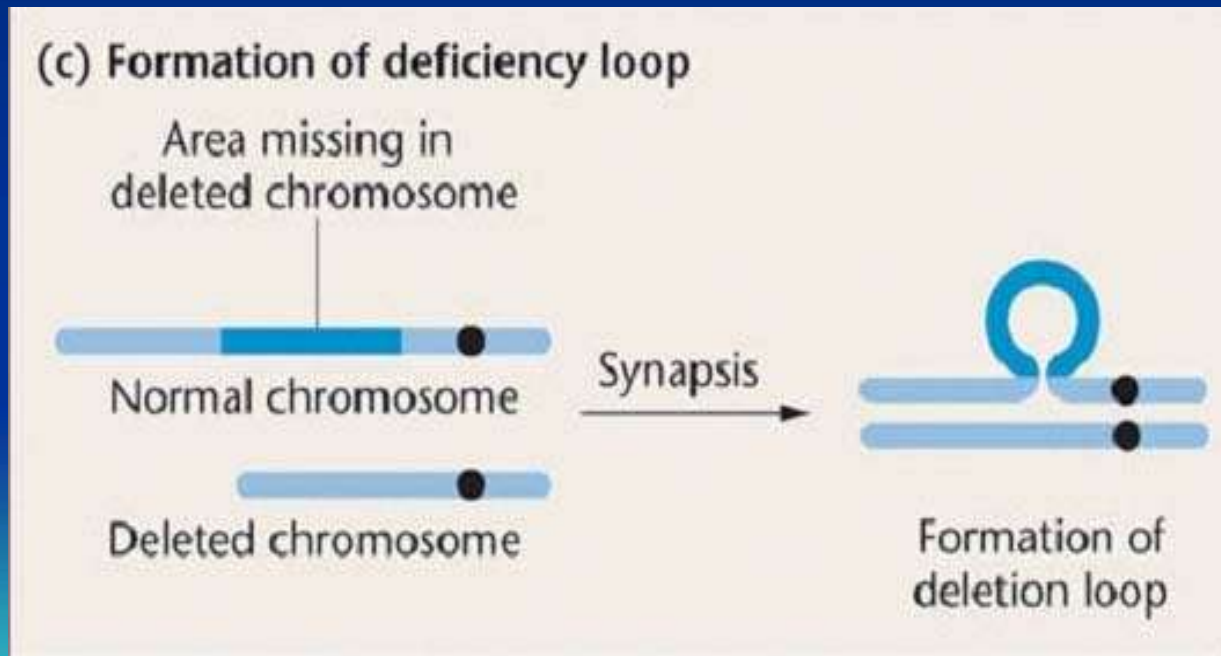 (c) Formation of deficiency loop
Area missing in
deleted chromosome
Normal chromosome
Synapsis
Deleted chromosome
Formation of
deletion loop